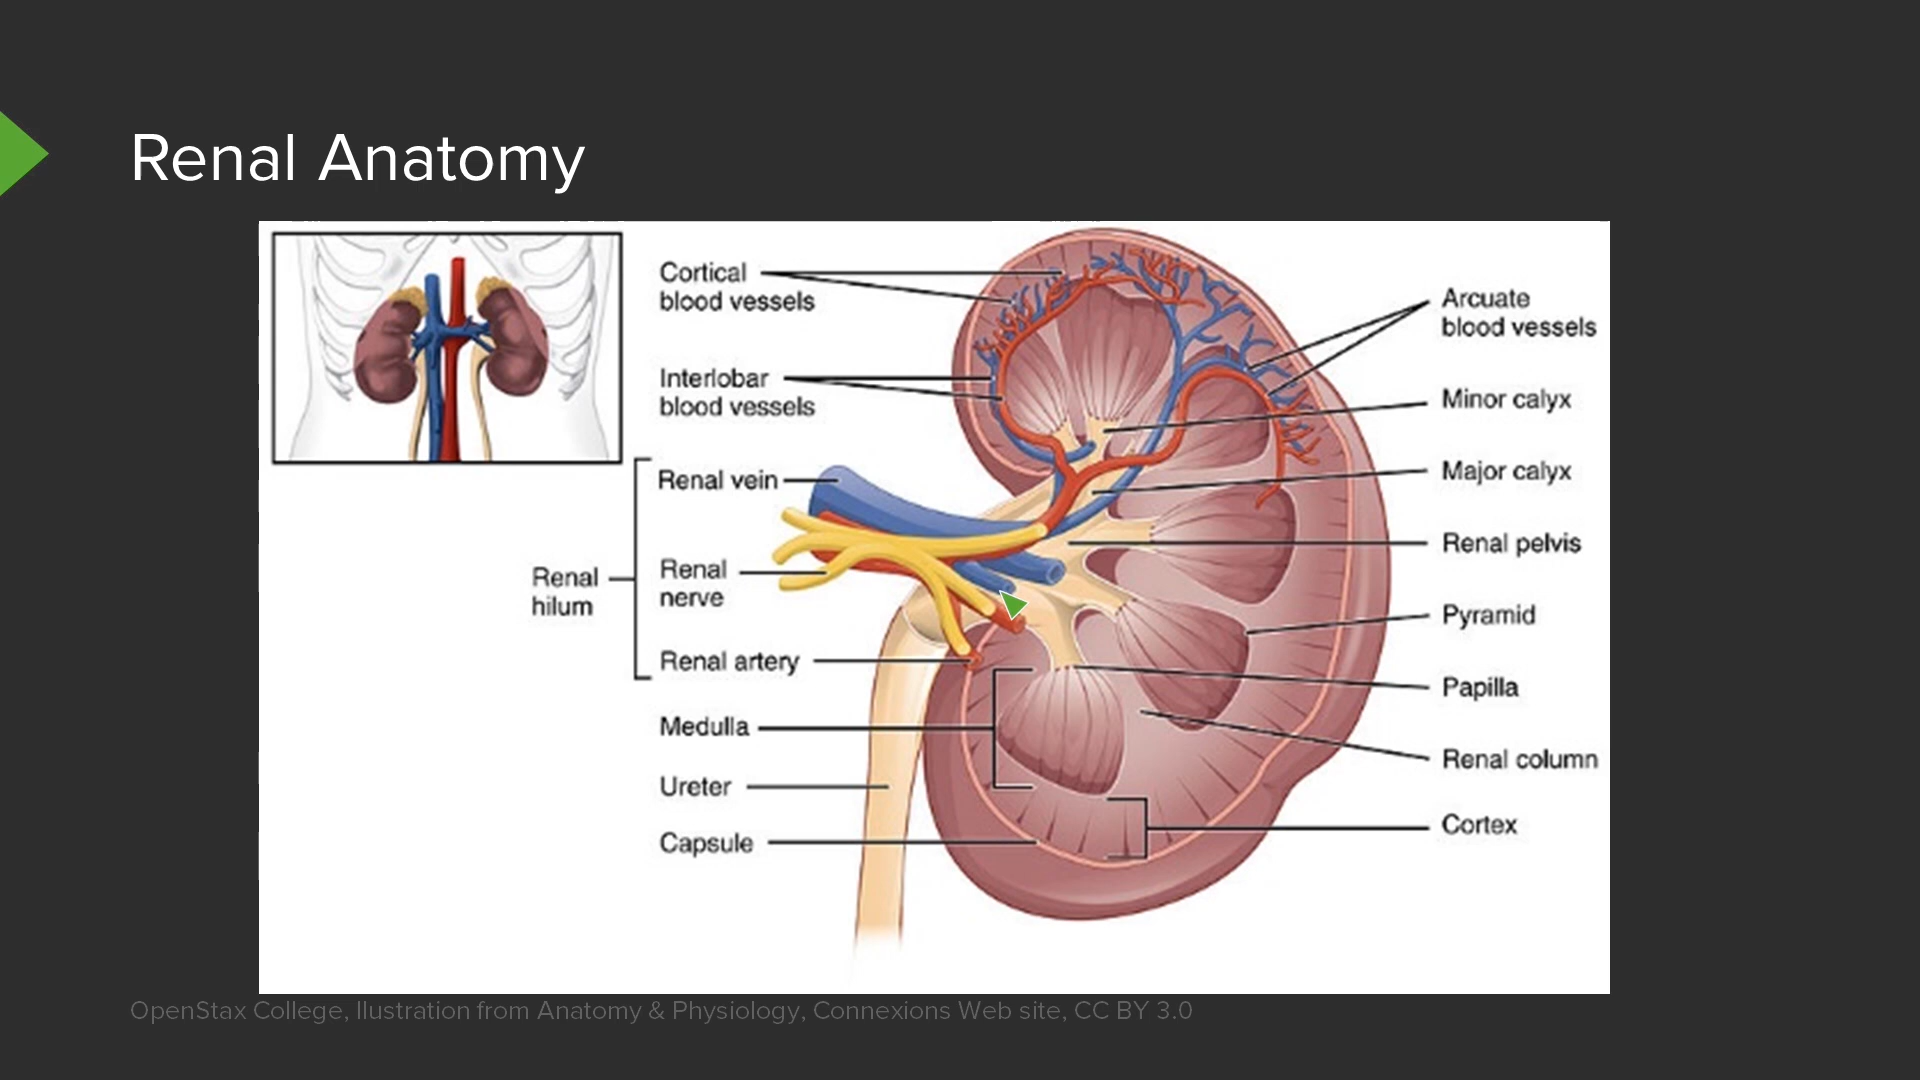 Renal Anatomy
Cortical
blood vessels
Interlobar
blood vessels
Renal vein
Renal
hilum
Renal
nerve
Renal artery
Medulla
Ureter
Capsule
Arcuate
blood vessels
Minor calyx
Major calyx
Renal pelvis
Pyramid
Papilla
Renal column
Cortex
OpenStax College, Ilustration from Anatomy & Physiology, Connexions Web site, CC BY 3.0